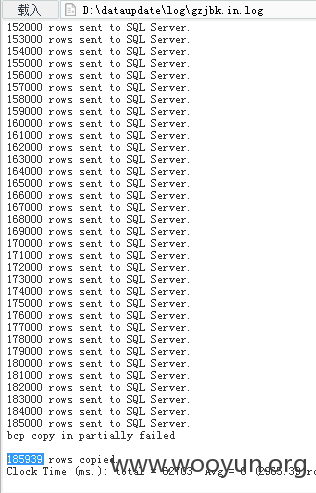 载入 D:\dataupdate\log\gzjbk.in.log
152000 rows sent to SQL Server.
153000 rows sent to SQL Server.
154000 rows sent to SQL Server.
155000 rows sent to SQL Server.
156000 rows sent to SQL Server.
157000 rows sent to SQL Server.
158000 rows sent to SQL Server.
159000 rows sent to SQL Server.
160000 rows sent to SQL Server.
161000 rows sent to SQL Server.
162000 rows sent to SQL Server.
163000 rows sent to SQL Server.
164000 rows sent to SQL Server.
165000 rows sent to SQL Server.
166000 rows sent to SQL Server.
167000 rows sent to SQL Server.
168000 rows sent to SQL Server.
169000 rows sent to SQL Server.
170000 rows sent to SQL Server.
171000 rows sent to SQL Server.
172000 rows sent to SQL Server.
173000 rows sent to SQL Server.
174000 rows sent to SQL Server.
175000 rows sent to SQL Server.
176000 rows sent to SQL Server.
177000 rows sent to SQL Server.
178000 rows sent to SQL Server.
179000 rows sent to SQL Server.
180000 rows sent to SQL Server.
181000 rows sent to SQL Server.
182000 rows sent to SQL Server.
183000 rows sent to SQL Server.
184000 rows sent to SQL Server.
185000 rows sent to SQL Server.
bcp copy in partially failed
185939 rows copied.
Clock Time (ms.): total
www.wooyun.org